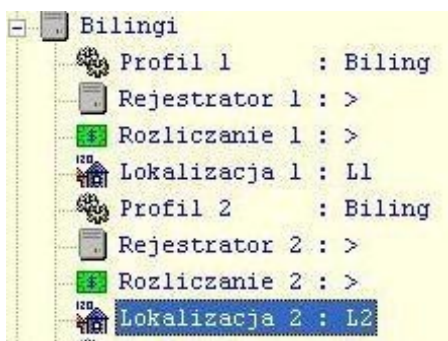 Bilingi
Profil 1 : Biling
Rejestrator 1 : >
Rozliczanie 1 : >
Lokalizacja 1 : L1
Profil 2 : Biling
Rejestrator 2 : >
Rozliczanie 2 : >
Lokalizacja 2 : L2